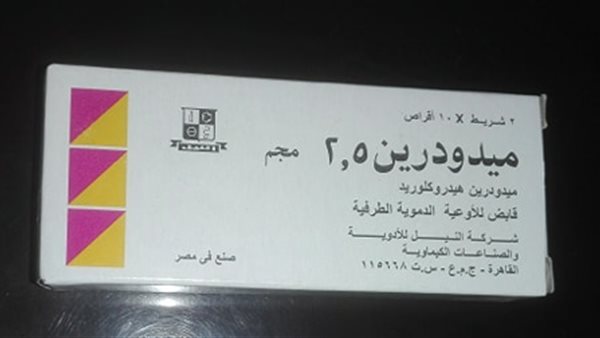 ٢ شريط X ١٠ أقراص
ميدودرين ٢,٥ مجم
ميدودرين هيدروكلوريد
قابض للأوعية الدموية الطرفية
شركة النيل للأدوية
والصناعات الكيماوية
القاهرة - ج.م.ع - س.ت ١١٥٦٦٨
صنع فى مصر